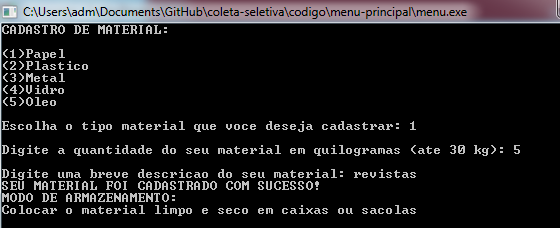 C:\Users\adm\Documents\GitHub\coleta-seletiva\codigo\menu-principal\menu.exe
CADASTRO DE MATERIAL:
(1)Papel
(2)Plastico
(3)Metal
(4)Vidro
(5)Oleo
Escolha o tipo material que voce deseja cadastrar: 1
Digite a quantidade do seu material em quilogramas (ate 30 kg): 5
Digite uma breve descricao do seu material: revistas
SEU MATERIAL FOI CADASTRADO COM SUCESSO!
MODO DE ARMAZENAMENTO:
Colocar o material limpo e seco em caixas ou sacolas